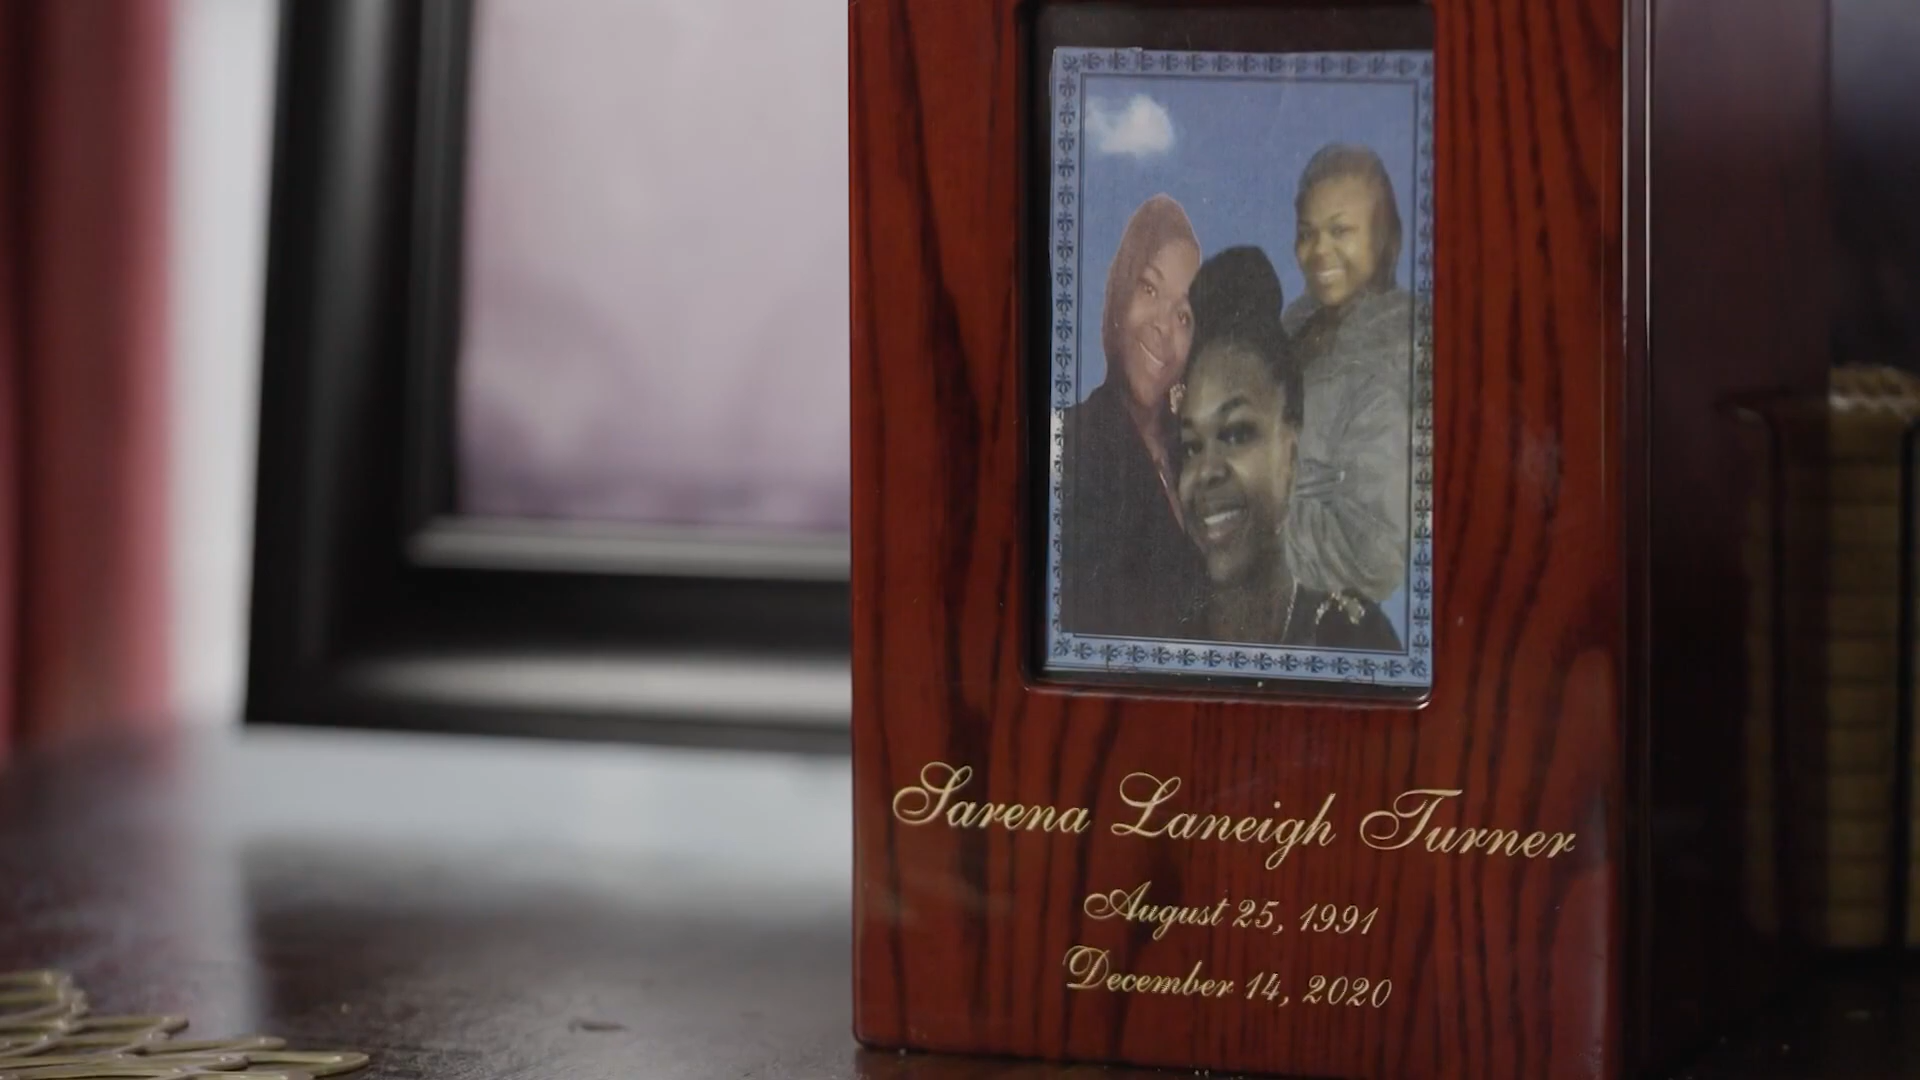 Sarena Laneigh Turner
August 25, 1991
December 14, 2020